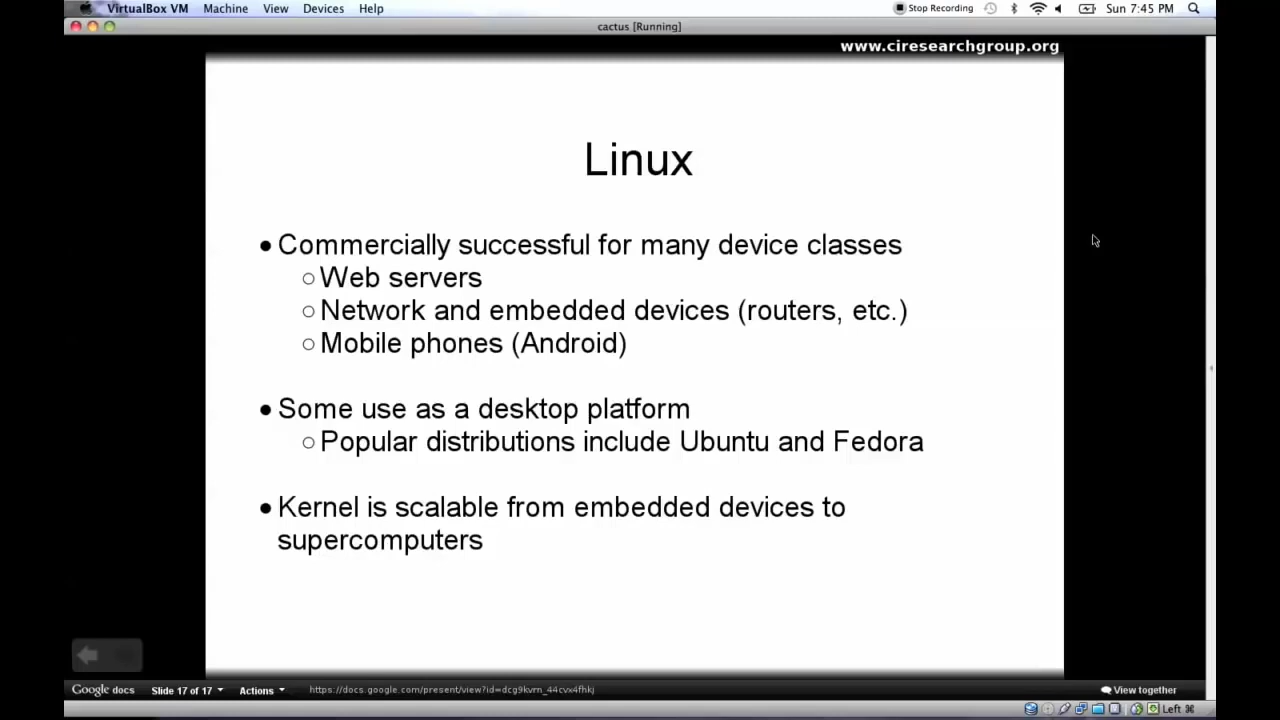 VirtualBox VM Machine View Devices Help Stop Recording Sun 7:45 PM
cactus [Running]
www.ciresearchgroup.org
Linux
● Commercially successful for many device classes
○ Web servers
○ Network and embedded devices (routers, etc.)
○ Mobile phones (Android)
● Some use as a desktop platform
○ Popular distributions include Ubuntu and Fedora
● Kernel is scalable from embedded devices to
supercomputers
Google docs Slide 17 of 17 Actions https://docs.google.com/present/view?id=dcg9kvrn_44cvx4fhkj View together
Left ⌘